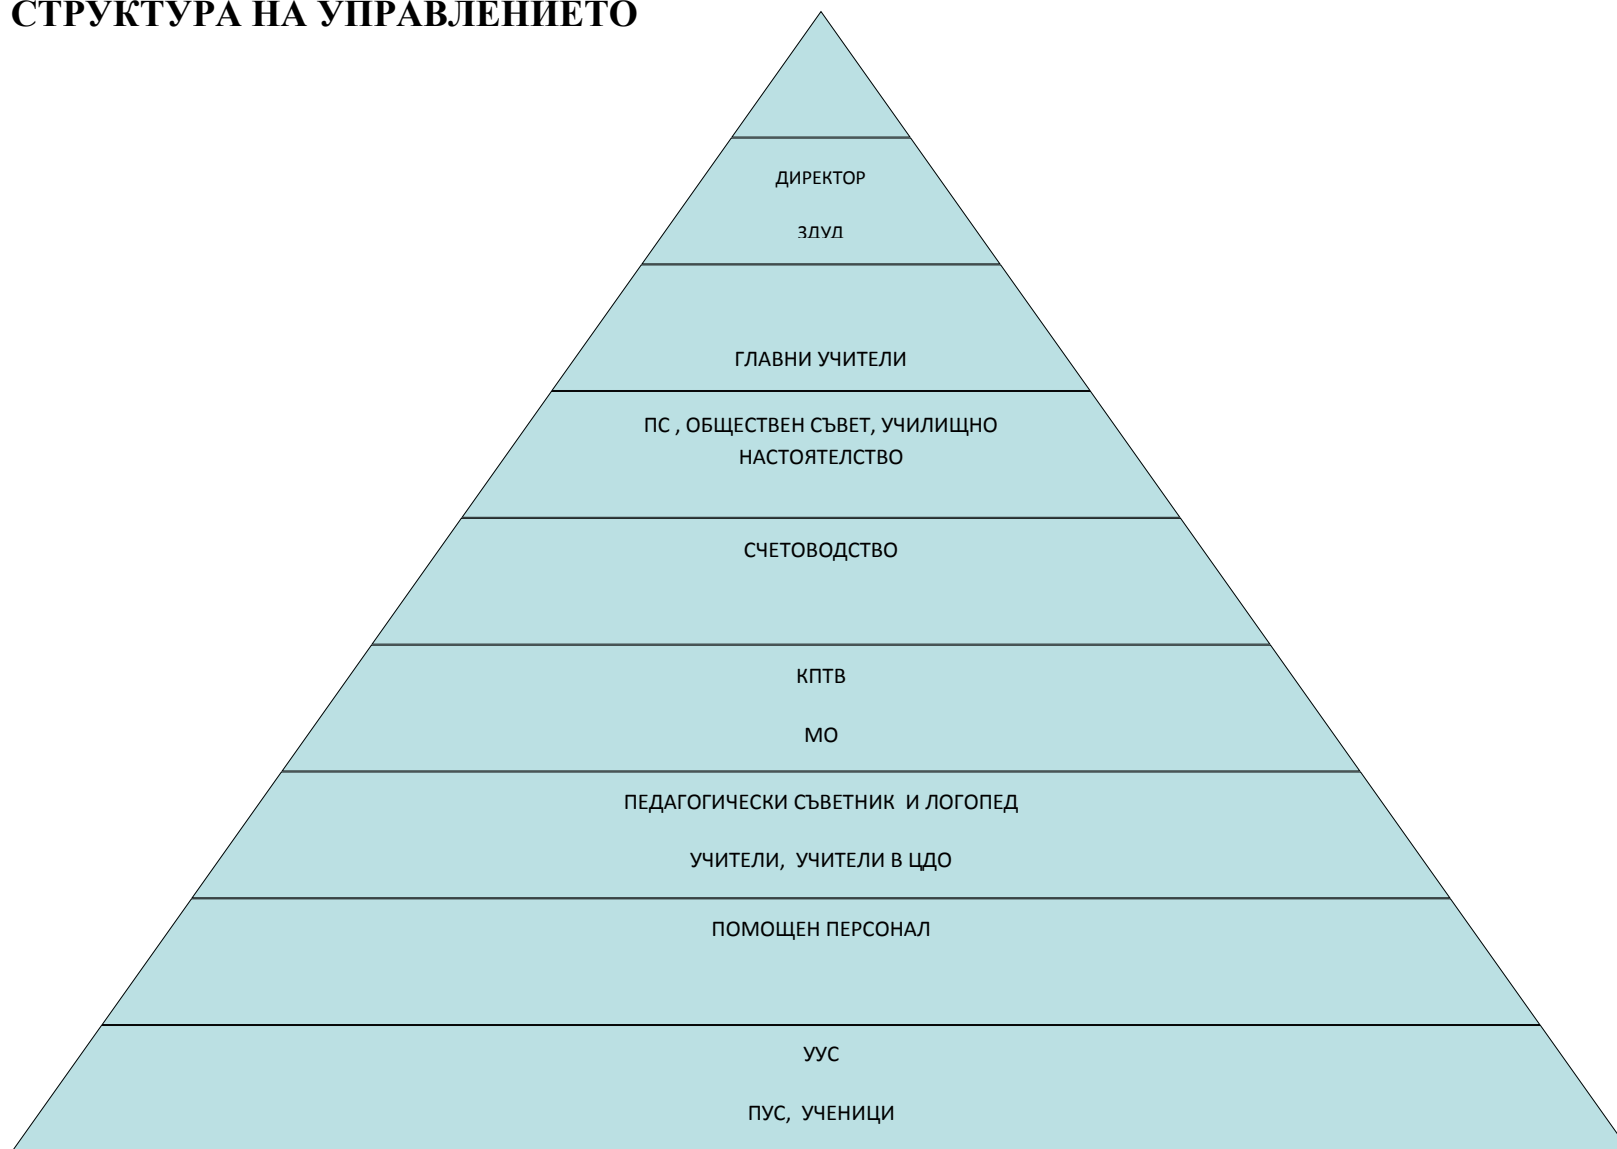 СТРУКТУРА НА УПРАВЛЕНИЕТО
ДИРЕКТОР
ЗДУД
ГЛАВНИ УЧИТЕЛИ
ПС , ОБЩЕСТВЕН СЪВЕТ, УЧИЛИЩНО
НАСТОЯТЕЛСТВО
СЧЕТОВОДСТВО
КПТВ
МО
ПЕДАГОГИЧЕСКИ СЪВЕТНИК  И ЛОГОПЕД
УЧИТЕЛИ,  УЧИТЕЛИ В ЦДО
ПОМОЩЕН ПЕРСОНАЛ
УУС
ПУС,  УЧЕНИЦИ